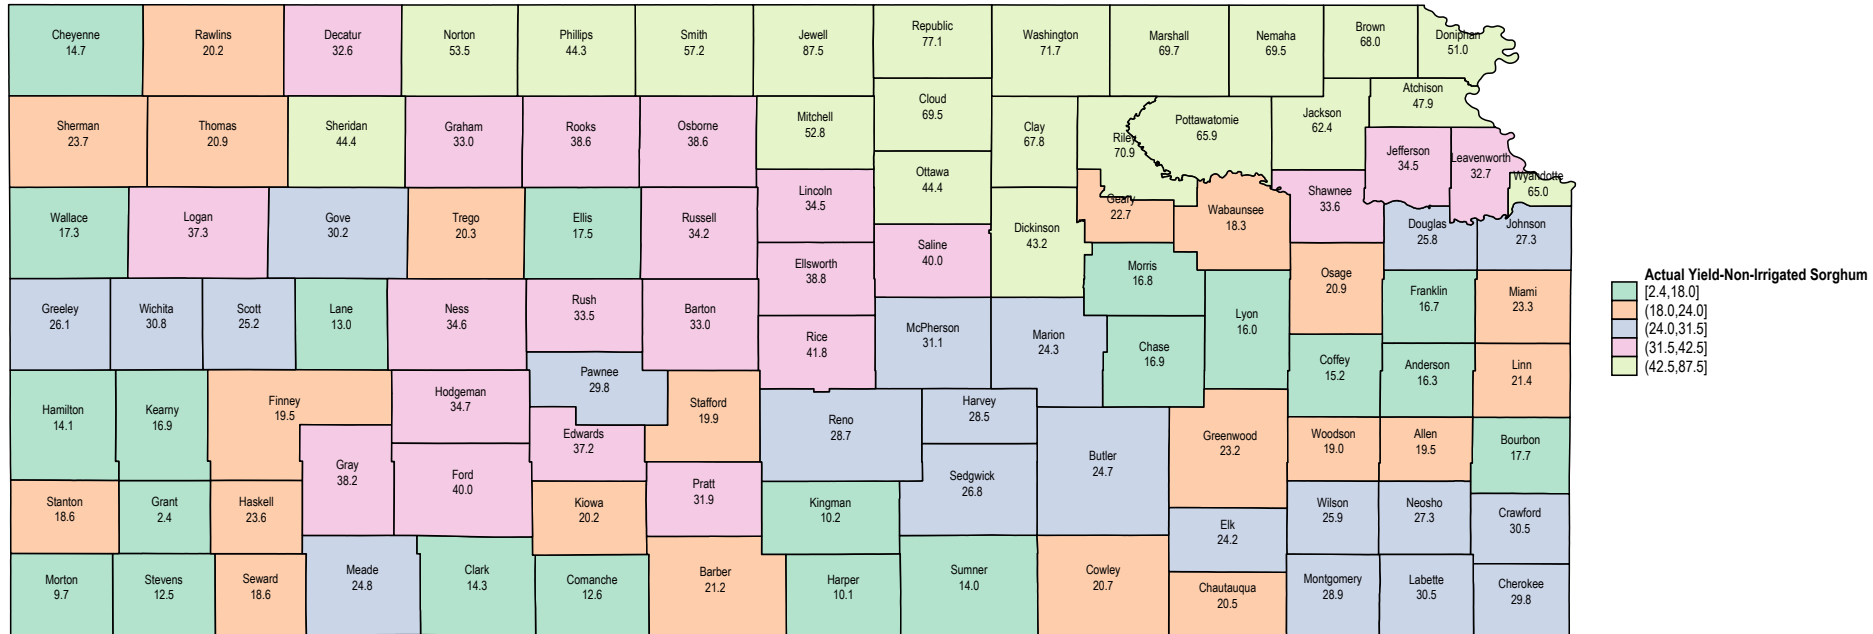 Cheyenne
14.7
Rawlins
20.2
Decatur
32.6
Norton
53.5
Phillips
44.3
Smith
57.2
Jewell
87.5
Republic
77.1
Washington
71.7
Marshall
69.7
Nemaha
69.5
Brown
68.0
Doniphan
51.0
Sherman
23.7
Thomas
20.9
Sheridan
44.4
Graham
33.0
Rooks
38.6
Osborne
38.6
Mitchell
52.8
Cloud
69.5
Clay
67.8
Riley
70.9
Pottawatomie
65.9
Jackson
62.4
Atchison
47.9
Jefferson
34.5
Leavenworth
32.7
Wyandotte
65.0
Wallace
17.3
Logan
37.3
Gove
30.2
Trego
20.3
Ellis
17.5
Russell
34.2
Lincoln
34.5
Ottawa
44.4
Saline
40.0
Dickinson
43.2
Geary
22.7
Wabaunsee
18.3
Shawnee
33.6
Douglas
25.8
Johnson
27.3
Greeley
26.1
Wichita
30.8
Scott
25.2
Lane
13.0
Ness
34.6
Rush
33.5
Barton
33.0
Ellsworth
38.8
Rice
41.8
McPherson
31.1
Marion
24.3
Morris
16.8
Chase
16.9
Lyon
16.0
Osage
20.9
Franklin
16.7
Miami
23.3
Coffey
15.2
Anderson
16.3
Linn
21.4
Hamilton
14.1
Kearny
16.9
Finney
19.5
Hodgeman
34.7
Pawnee
29.8
Edwards
37.2
Stafford
19.9
Reno
28.7
Harvey
28.5
Sedgwick
26.8
Butler
24.7
Greenwood
23.2
Woodson
19.0
Allen
19.5
Bourbon
17.7
Gray
38.2
Ford
40.0
Pratt
31.9
Kiowa
20.2
Kingman
10.2
Stanton
18.6
Grant
2.4
Haskell
23.6
Elk
24.2
Wilson
25.9
Neosho
27.3
Crawford
30.5
Morton
9.7
Stevens
12.5
Seward
18.6
Meade
24.8
Clark
14.3
Comanche
12.6
Barber
21.2
Harper
10.1
Sumner
14.0
Cowley
20.7
Chautauqua
20.5
Montgomery
28.9
Labette
30.5
Cherokee
29.8
Actual Yield-Non-Irrigated Sorghum
[2.4,18.0]
(18.0,24.0]
(24.0,31.5]
(31.5,42.5]
(42.5,87.5]